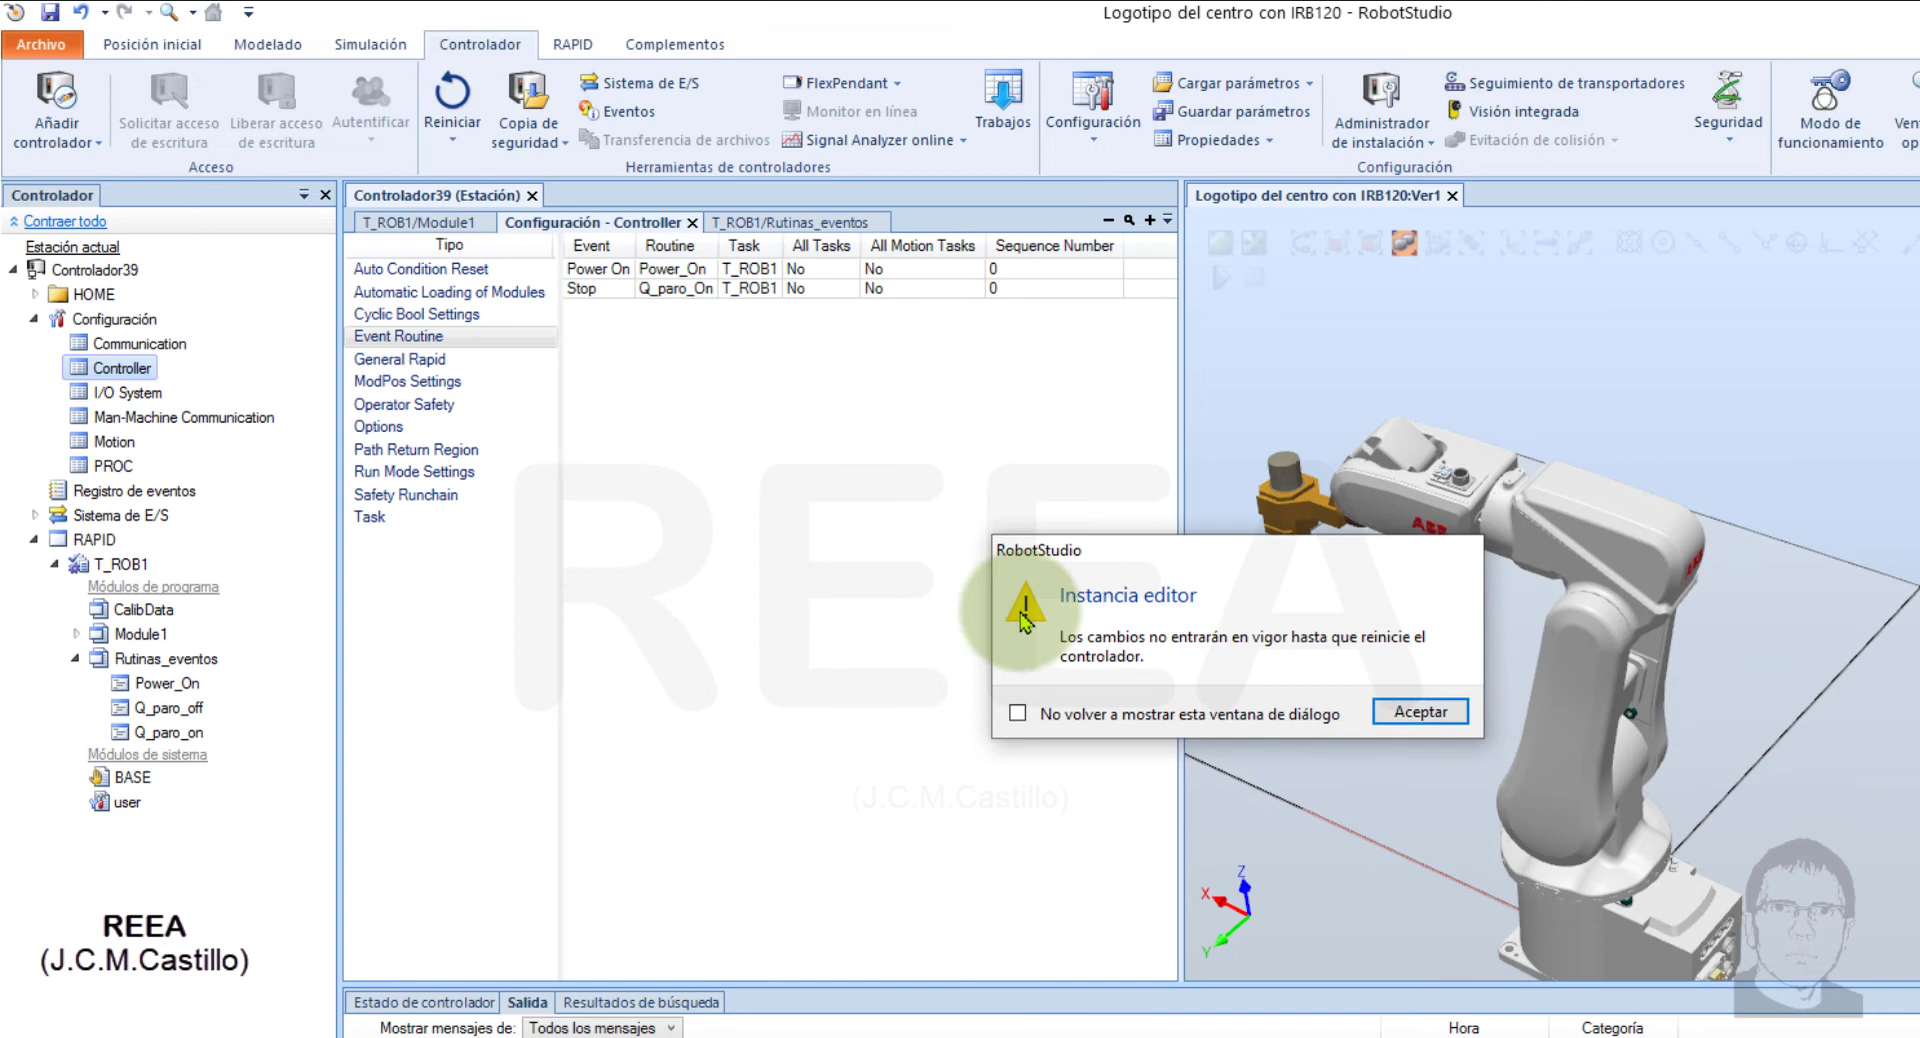 Logotipo del centro con IRB120 - RobotStudio
Archivo
Posición inicial
Modelado
Simulación
Controlador
RAPID
Complementos
Añadir
controlador
Solicitar acceso
de escritura
Liberar acceso
de escritura
Autentificar
Acceso
Reiniciar
Copia de
seguridad
Sistema de E/S
Eventos
Transferencia de archivos
FlexPendant
Monitor en línea
Signal Analyzer online
Trabajos
Herramientas de controladores
Configuración
Cargar parámetros
Guardar parámetros
Propiedades
Administrador
de instalación
Seguimiento de transportadores
Visión integrada
Evitación de colisión
Seguridad
Configuración
Modo de
funcionamiento
Controlador
Contraer todo
Estación actual
Controlador39
HOME
Configuración
Communication
Controller
I/O System
Man-Machine Communication
Motion
PROC
Registro de eventos
Sistema de E/S
RAPID
T_ROB1
Módulos de programa
CalibData
Module1
Rutinas_eventos
Power_On
Q_paro_off
Q_paro_on
Módulos de sistema
BASE
user
REEA
(J.C.M.Castillo)
Controlador39 (Estación)
T_ROB1/Module1
Configuración - Controller
T_ROB1/Rutinas_eventos
Tipo
Auto Condition Reset
Automatic Loading of Modules
Cyclic Bool Settings
Event Routine
General Rapid
ModPos Settings
Operator Safety
Options
Path Return Region
Run Mode Settings
Safety Runchain
Task
Event Routine Task All Tasks All Motion Tasks Sequence Number
Power On Power_On T_ROB1 No No 0
Stop Q_paro_On T_ROB1 No No 0
REEA
(J.C.M.Castillo)
Logotipo del centro con IRB120:Ver1
ABB
ABB
RobotStudio
Instancia editor
Los cambios no entrarán en vigor hasta que reinicie el
controlador.
No volver a mostrar esta ventana de diálogo
Aceptar
Z
X
Y
Estado de controlador
Salida
Resultados de búsqueda
Mostrar mensajes de:
Todos los mensajes
Hora
Categoría